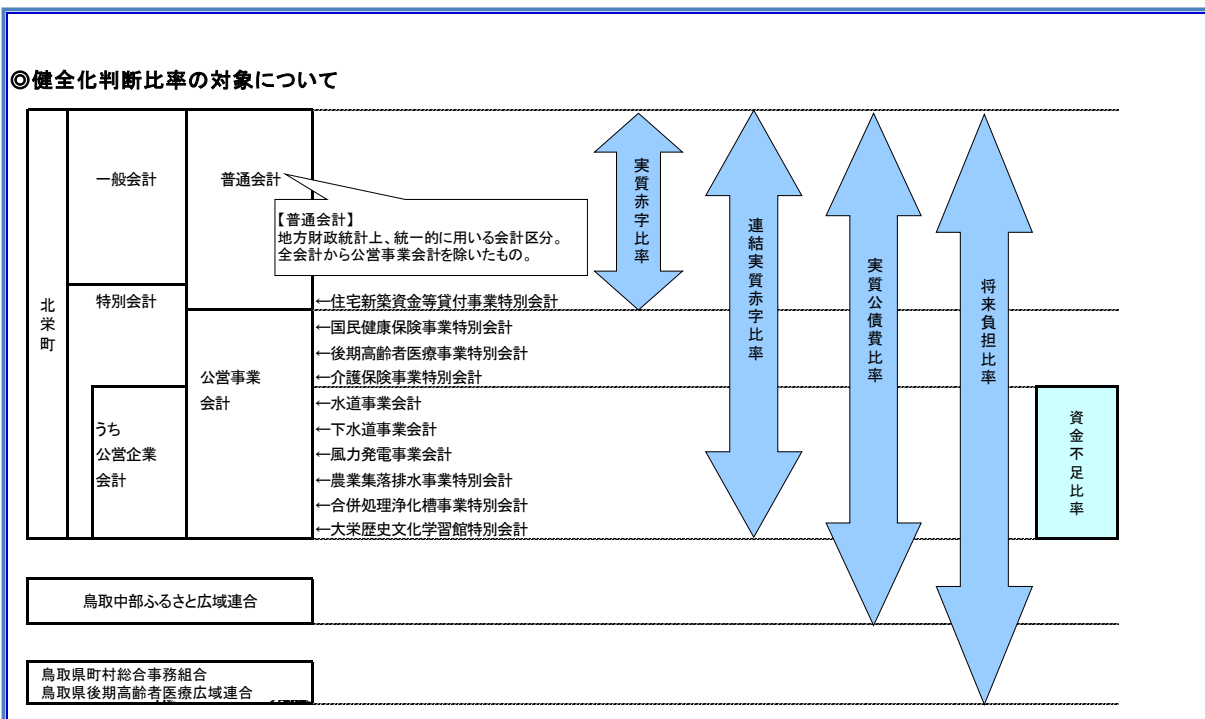 ◎健全化判断比率の対象について
北栄町
一般会計
普通会計
【普通会計】
地方財政統計上、統一的に用いる会計区分。
全会計から公営事業会計を除いたもの。
特別会計
うち
公営企業
会計
公営事業
会計
←住宅新築資金等貸付事業特別会計
←国民健康保険事業特別会計
←後期高齢者医療事業特別会計
←介護保険事業特別会計
←水道事業会計
←下水道事業会計
←風力発電事業会計
←農業集落排水事業特別会計
←合併処理浄化槽事業特別会計
←大栄歴史文化学習館特別会計
実質赤字比率
連結実質赤字比率
実質公債費比率
将来負担比率
資金不足比率
鳥取中部ふるさと広域連合
鳥取県町村総合事務組合
鳥取県後期高齢者医療広域連合